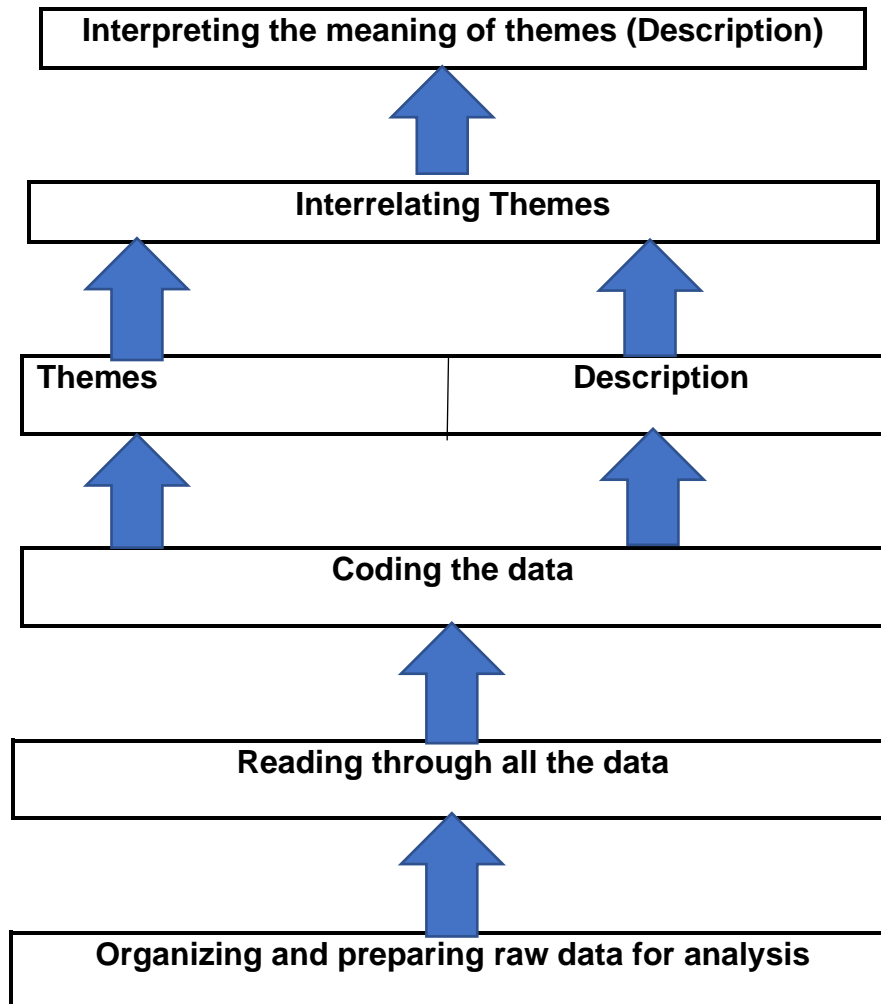 Interpreting the meaning of themes (Description)
Interrelating Themes
Themes
Description
Coding the data
Reading through all the data
Organizing and preparing raw data for analysis